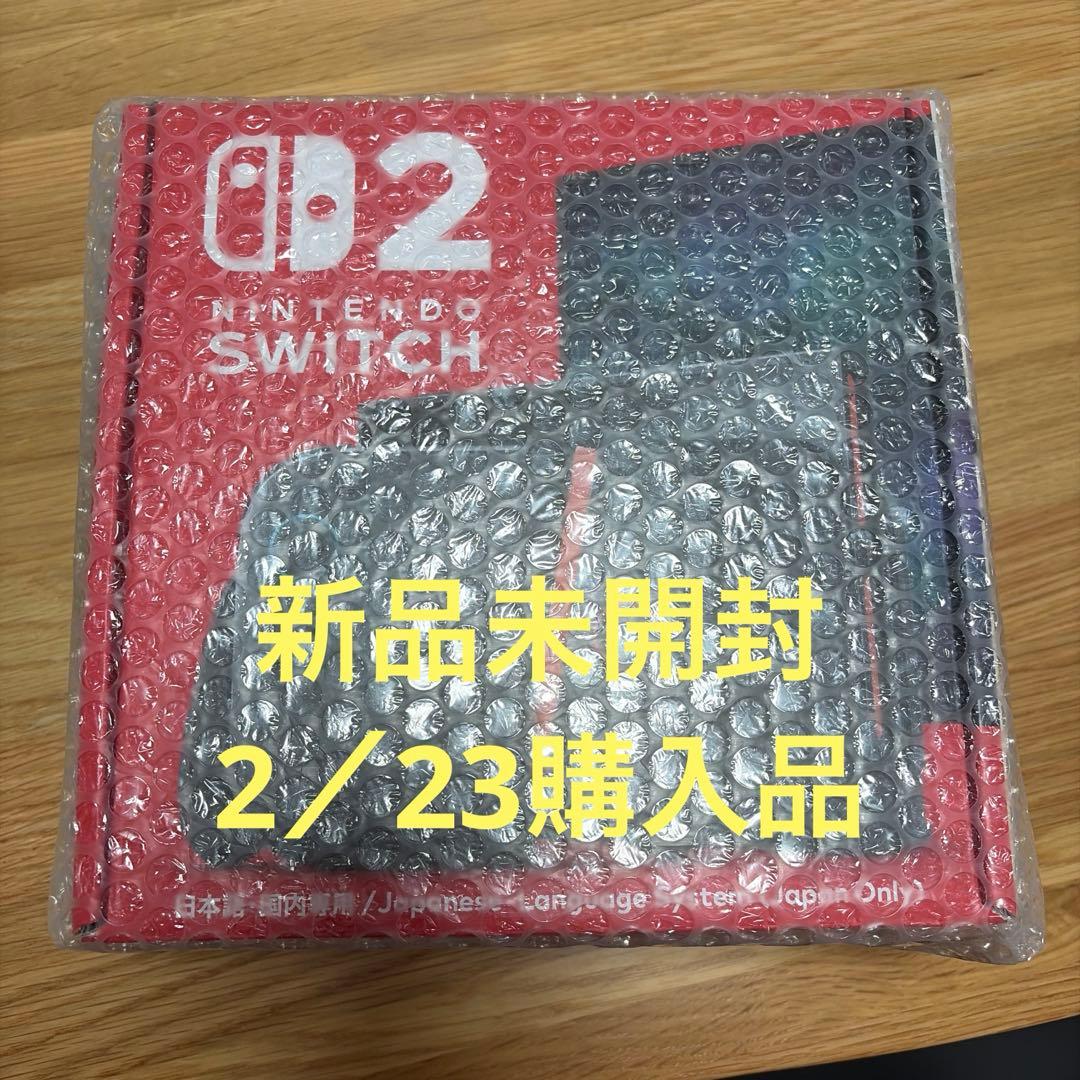 2
NINTENDO
SWITCH
新品未開封
2／23購入品
日本語・国内専用/Japanese-Language System (Japan Only)